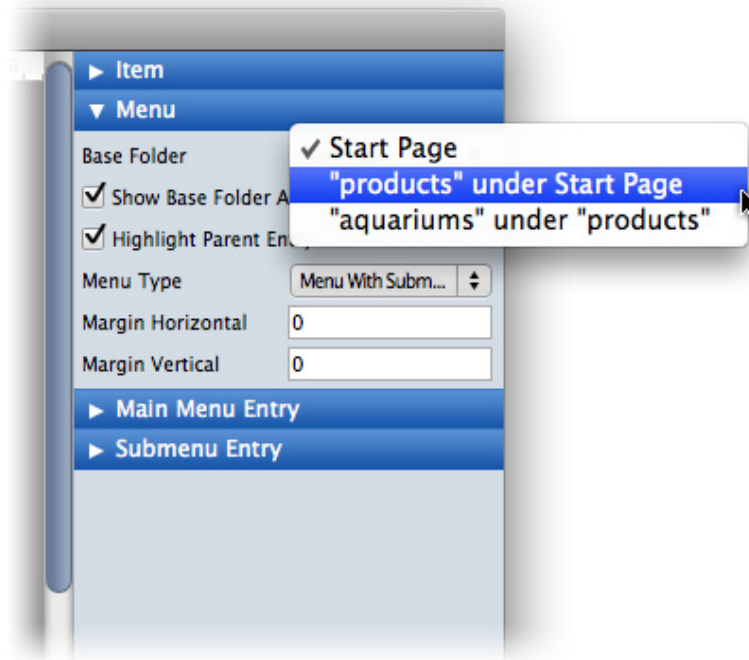 ▶ Item
▼ Menu
Base Folder
✓ Start Page
"products" under Start Page
Show Base Folder A
"aquariums" under "products"
Highlight Parent En
Menu Type
Menu With Subm...
Margin Horizontal
0
Margin Vertical
0
▶ Main Menu Entry
▶ Submenu Entry